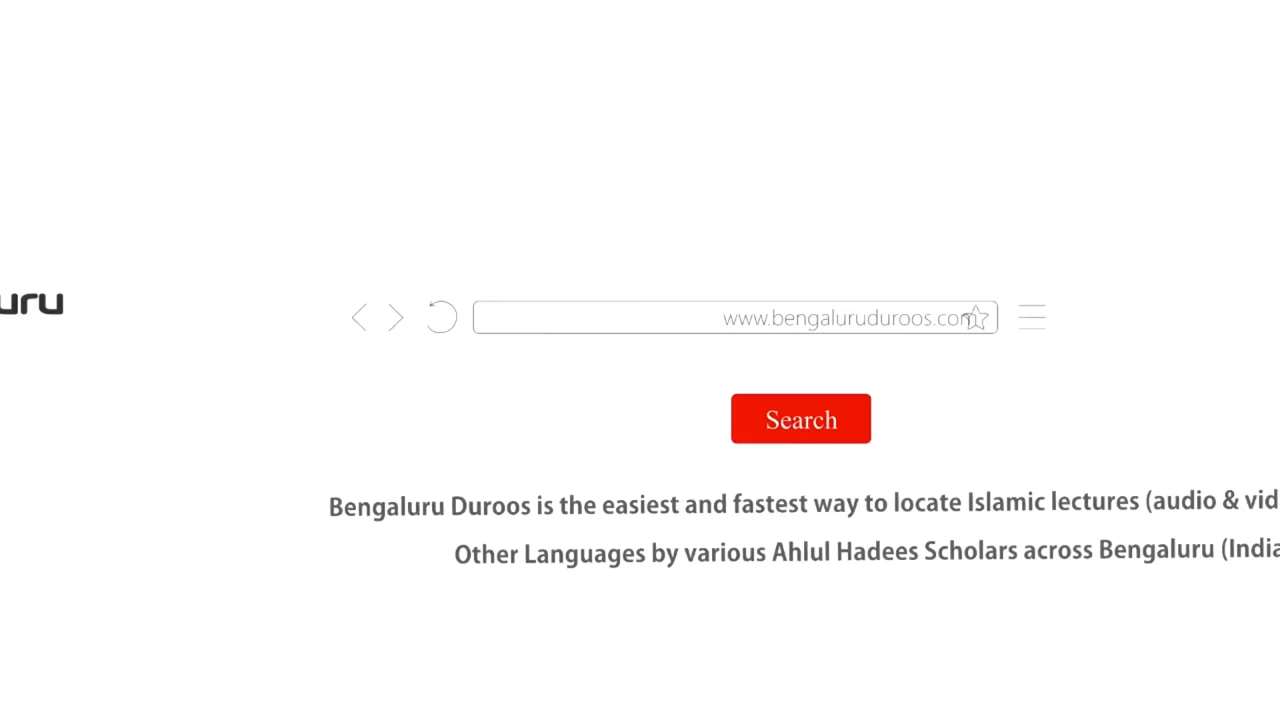 uru
www.bengaluruduroos.com
Search
Bengaluru Duroos is the easiest and fastest way to locate Islamic lectures (audio & vid
Other Languages by various Ahlul Hadees Scholars across Bengaluru (India